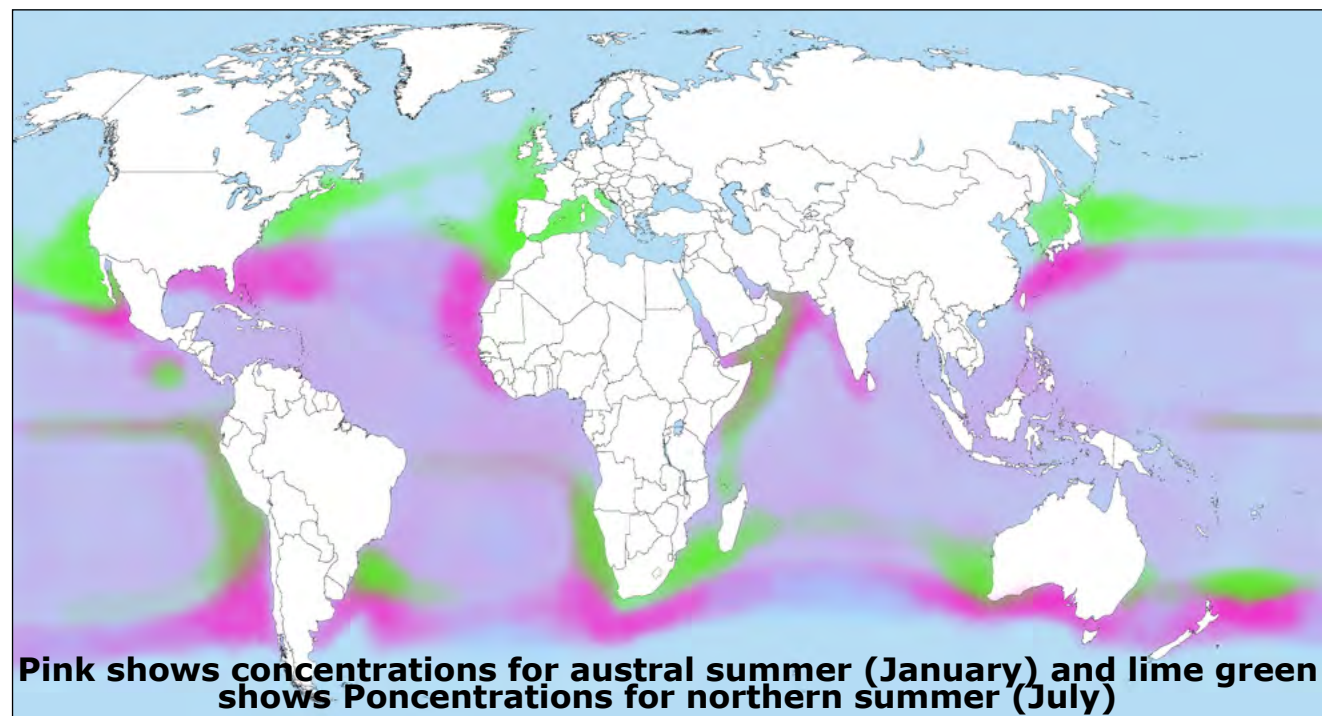 Pink shows concentrations for austral summer (January) and lime green
shows Poncentrations for northern summer (July)